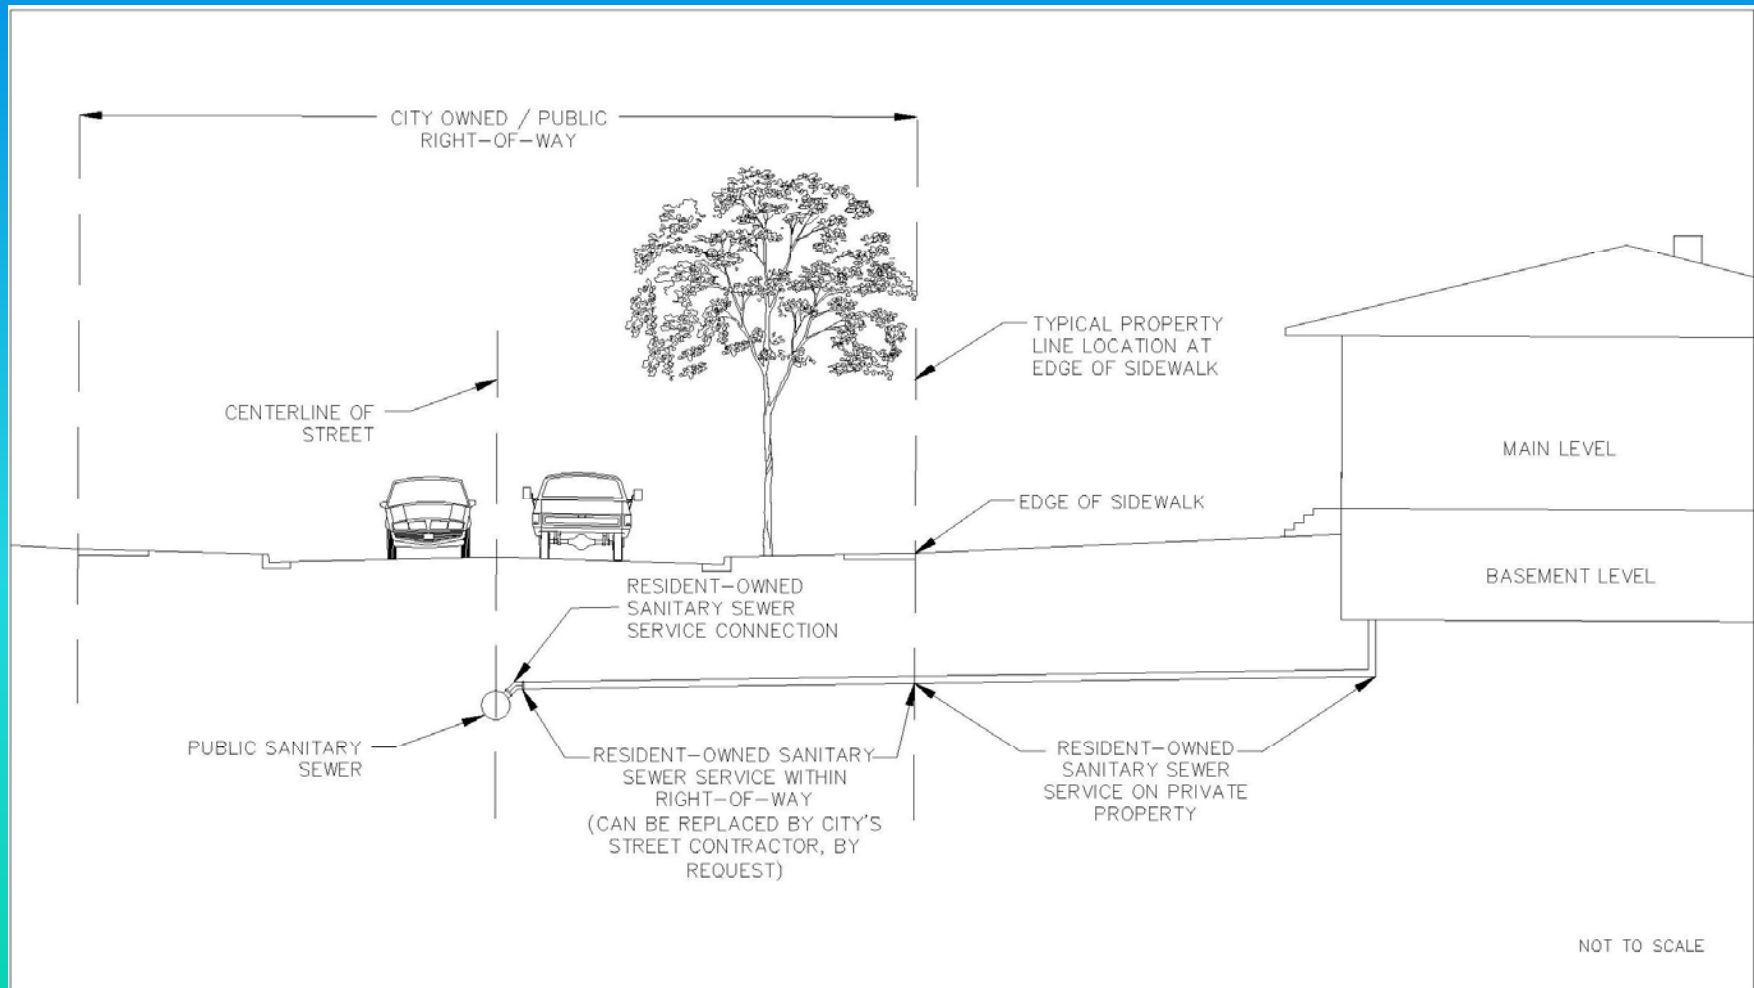 CITY OWNED / PUBLIC
RIGHT-OF-WAY
TYPICAL PROPERTY
LINE LOCATION AT
EDGE OF SIDEWALK
CENTERLINE OF
STREET
MAIN LEVEL
EDGE OF SIDEWALK
BASEMENT LEVEL
RESIDENT-OWNED
SANITARY SEWER
SERVICE CONNECTION
PUBLIC SANITARY
SEWER
RESIDENT-OWNED SANITARY
SEWER SERVICE WITHIN
RIGHT-OF-WAY
(CAN BE REPLACED BY CITY'S
STREET CONTRACTOR, BY
REQUEST)
RESIDENT-OWNED
SANITARY SEWER
SERVICE ON PRIVATE
PROPERTY
NOT TO SCALE